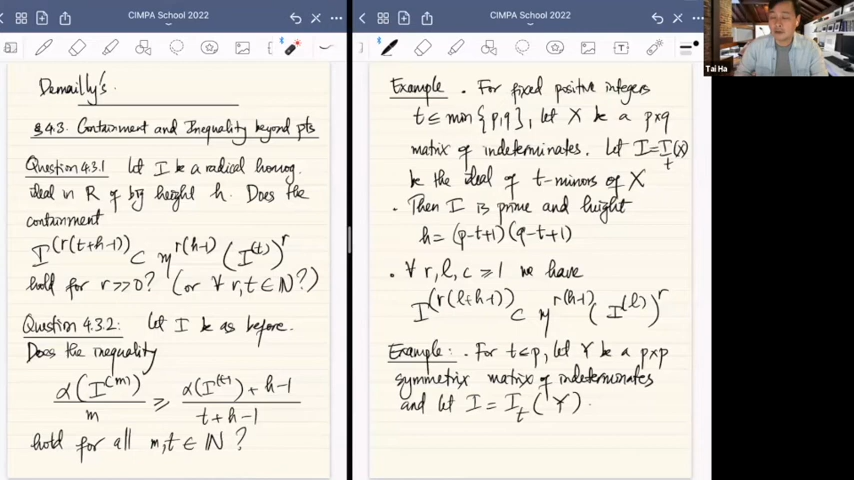 CIMPA School 2022
Demailly's.
§4.3. Containment and Inequality beyond pts
Question 4.3.1 Let I be a radical homog.
ideal in R of big height h. Does the
containment
I^(r(t+h-1)) ⊂ m^r(h-1) (I^(t))^r
hold for r >> 0? (or ∀ r,t ∈ ℕ?)
Question 4.3.2: Let I be as before.
Does the inequality
α(I^(m))/m ≥ (α(I^(t)) + h-1)/(t+h-1)
hold for all m,t ∈ ℕ?
CIMPA School 2022
Example . For fixed positive integers
t ≤ min {p,q}, let X be a p×q
matrix of indeterminates. Let I = I_t(X)
be the ideal of t-minors of X
. Then I is prime and height
h = (p-t+1)(q-t+1)
. ∀ r, l, c ≥ 1 we have
I^(r(l+h-1)) ⊂ m^r(h-1) (I^(l))^r
Example: . For t ≤ p, let Y be a p×p
symmetrix matrix of indeterminates
and let I = I_t(Y).
Tai Ha